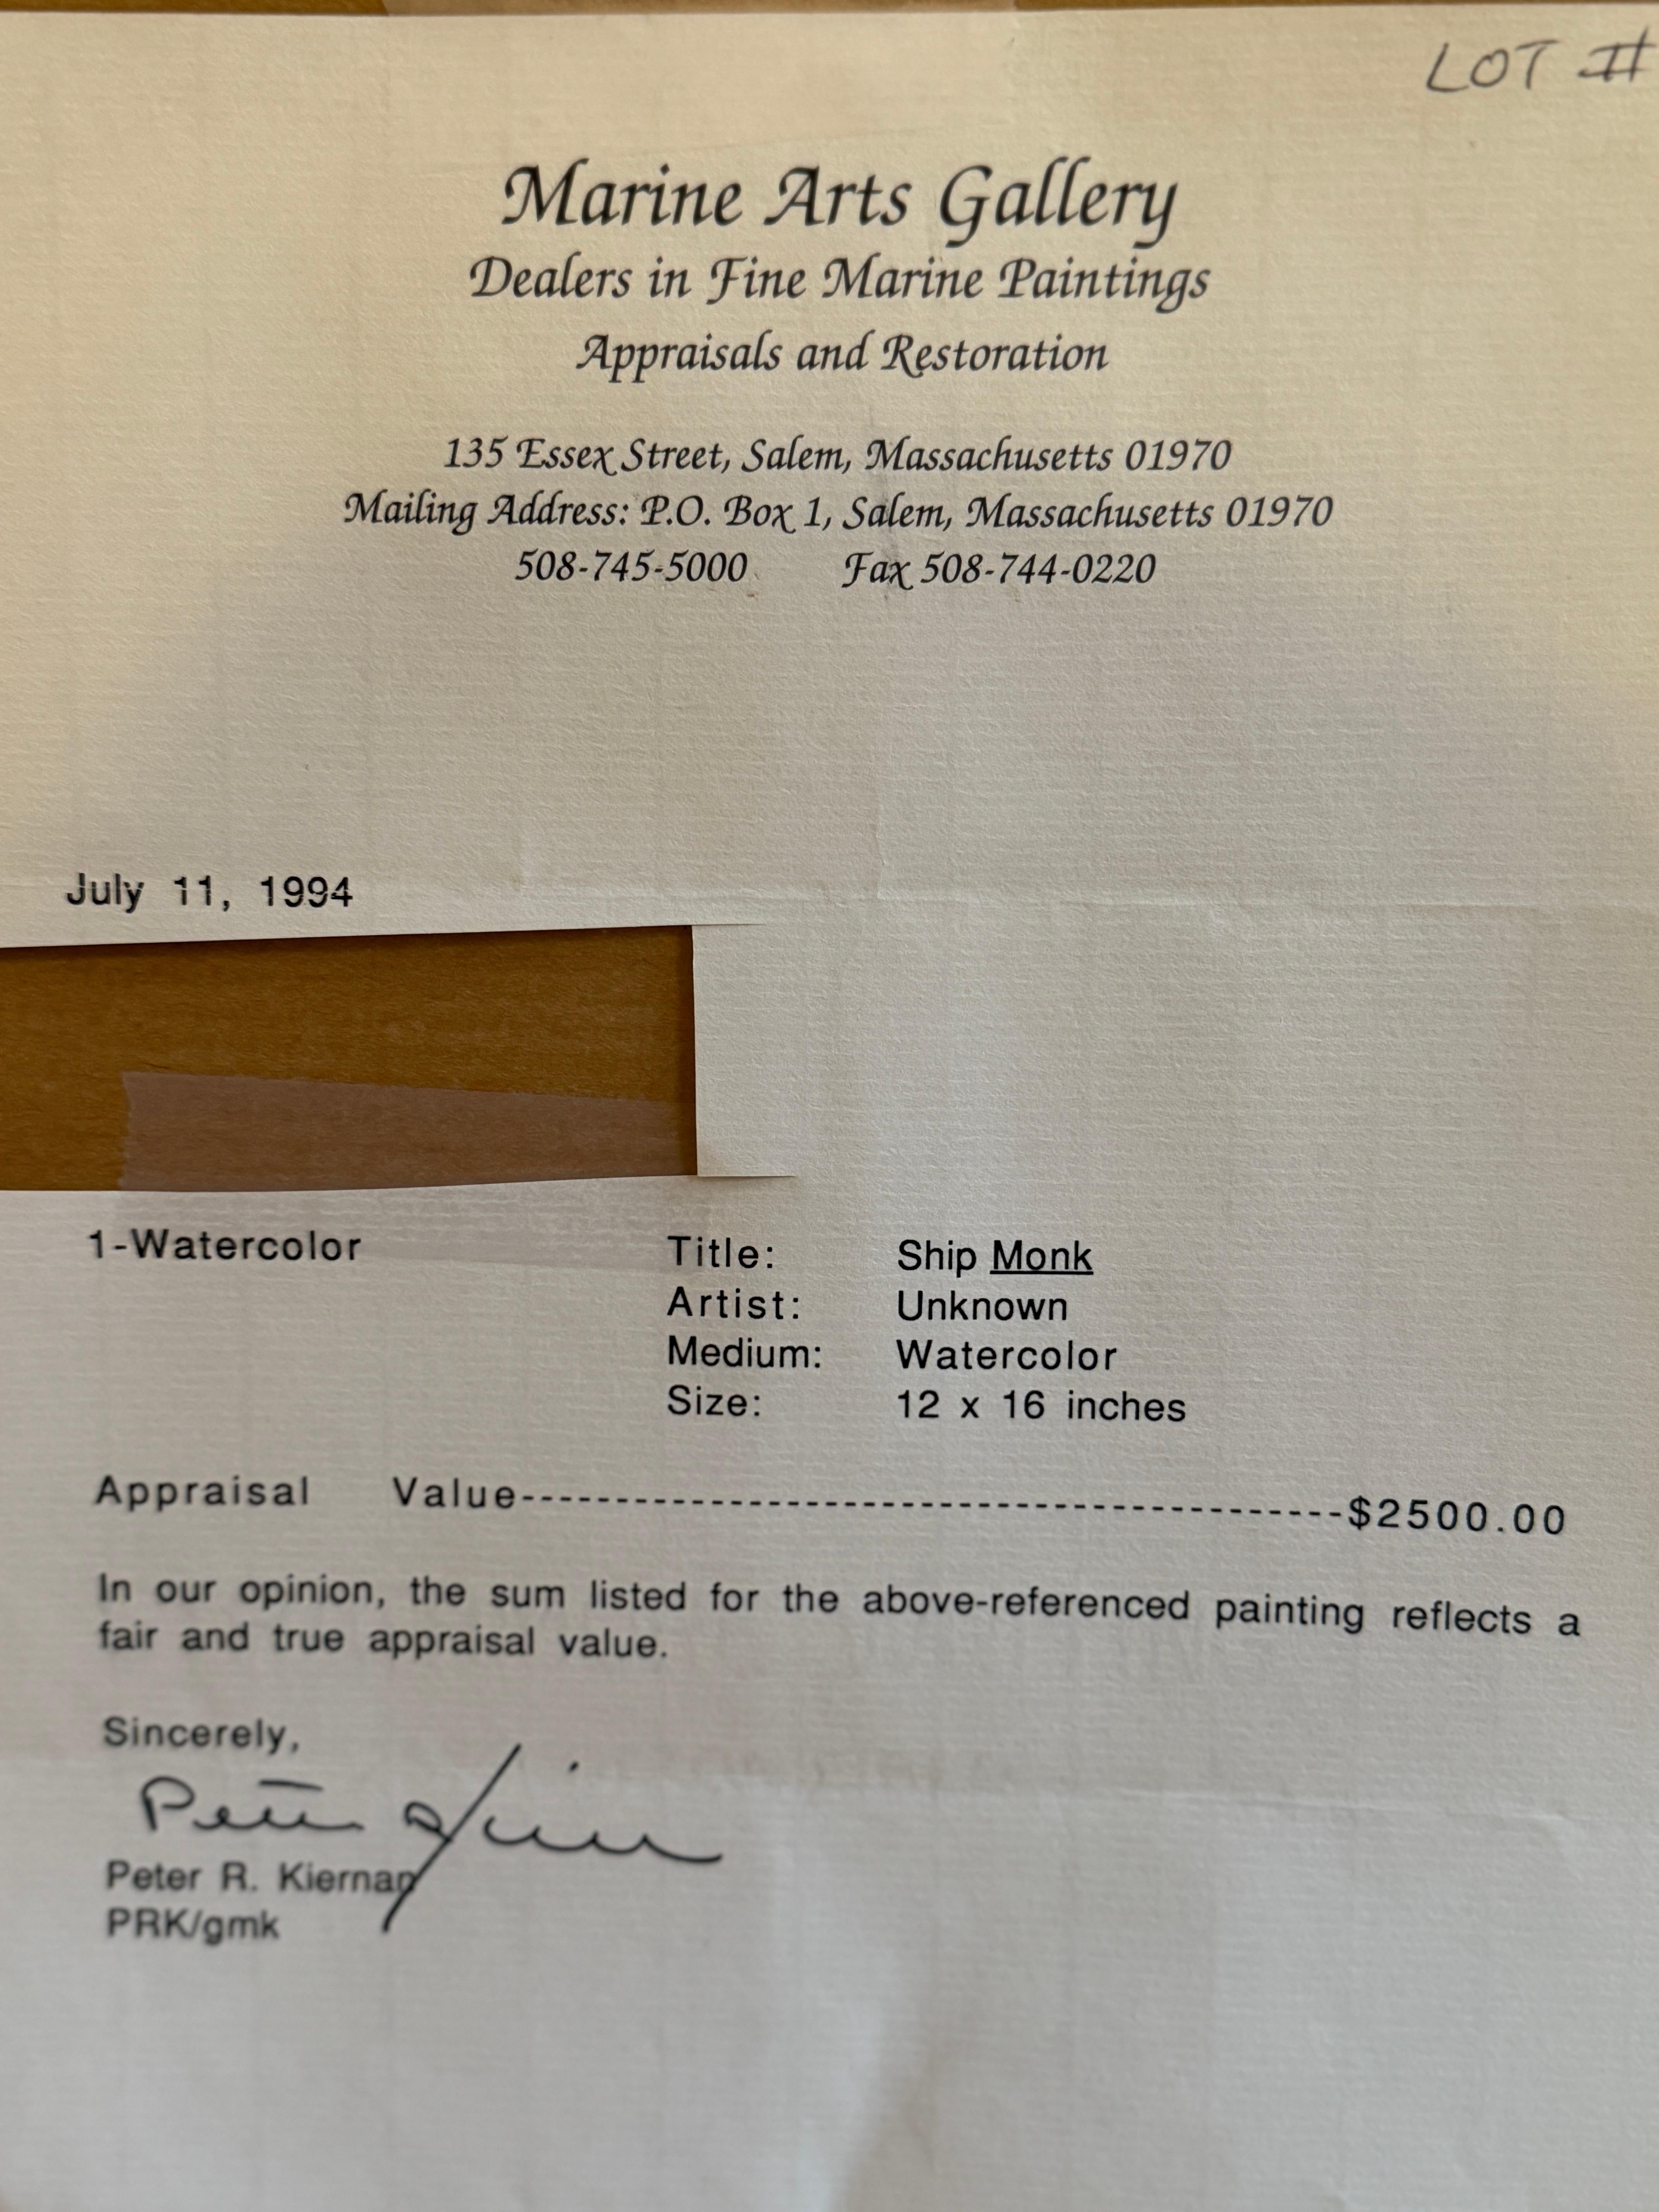 LOT #
Marine Arts Gallery
Dealers in Fine Marine Paintings
Appraisals and Restoration
135 Essex Street, Salem, Massachusetts 01970
Mailing Address: P.O. Box 1, Salem, Massachusetts 01970
508-745-5000 Fax 508-744-0220
July 11, 1994
1-Watercolor Title: Ship Monk
Artist: Unknown
Medium: Watercolor
Size: 12 x 16 inches
Appraisal Value----------------------------------------$2500.00
In our opinion, the sum listed for the above-referenced painting reflects a
fair and true appraisal value.
Sincerely,
Peter R. Kiernan
PRK/gmk